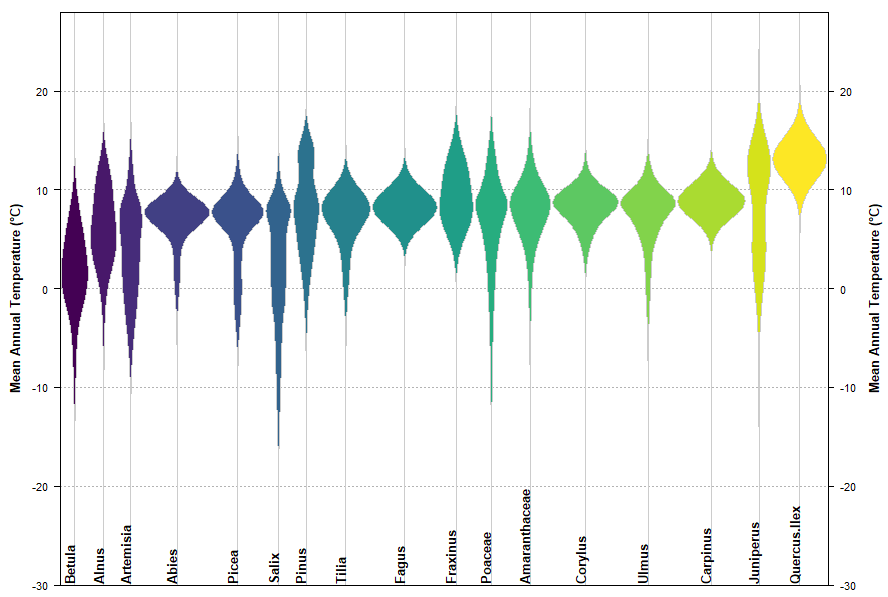 Mean Annual Temperature (°C)
20
10
0
-10
-20
-30
Betula
Alnus
Artemisia
Abies
Picea
Salix
Pinus
Tilia
Fagus
Fraxinus
Poaceae
Amaranthaceae
Corylus
Ulmus
Carpinus
Juniperus
Quercus.Ilex
20
10
0
-10
-20
-30
Mean Annual Temperature (°C)